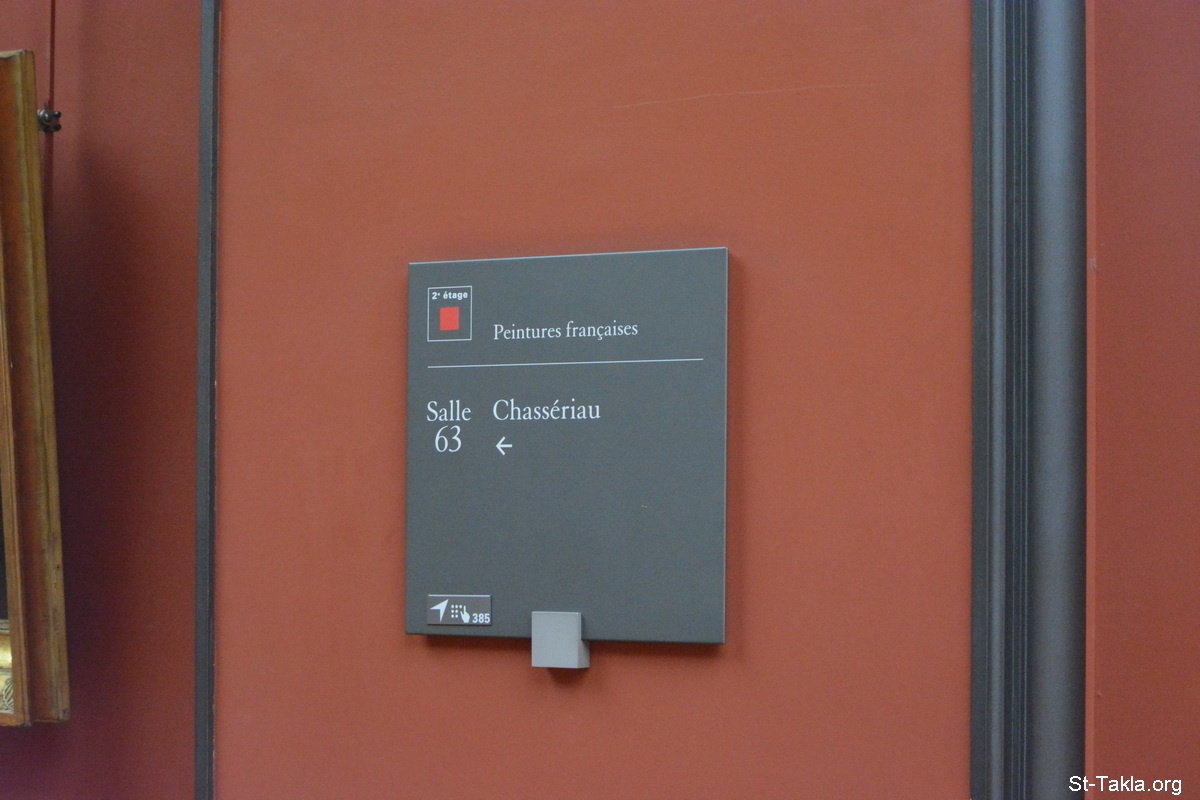 2e étage
Peintures françaises
Salle 63
Chassériau
←
385
St-Takla.org